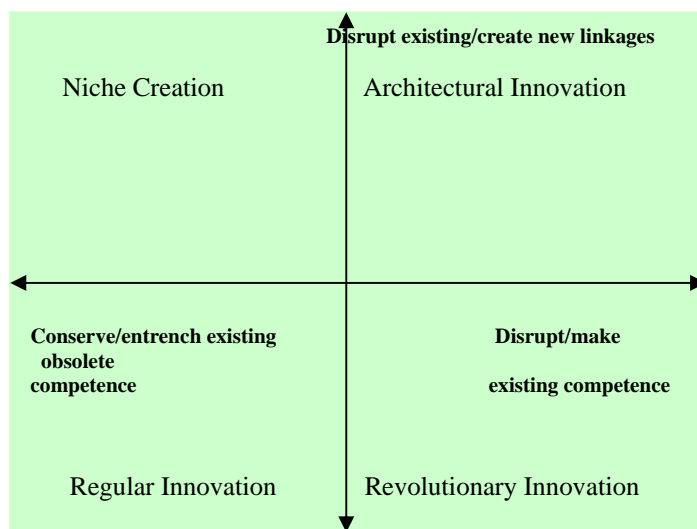 Disrupt existing/create new linkages
Niche Creation
Architectural Innovation
Conserve/entrench existing
obsolete
competence
Disrupt/make
existing competence
Regular Innovation
Revolutionary Innovation